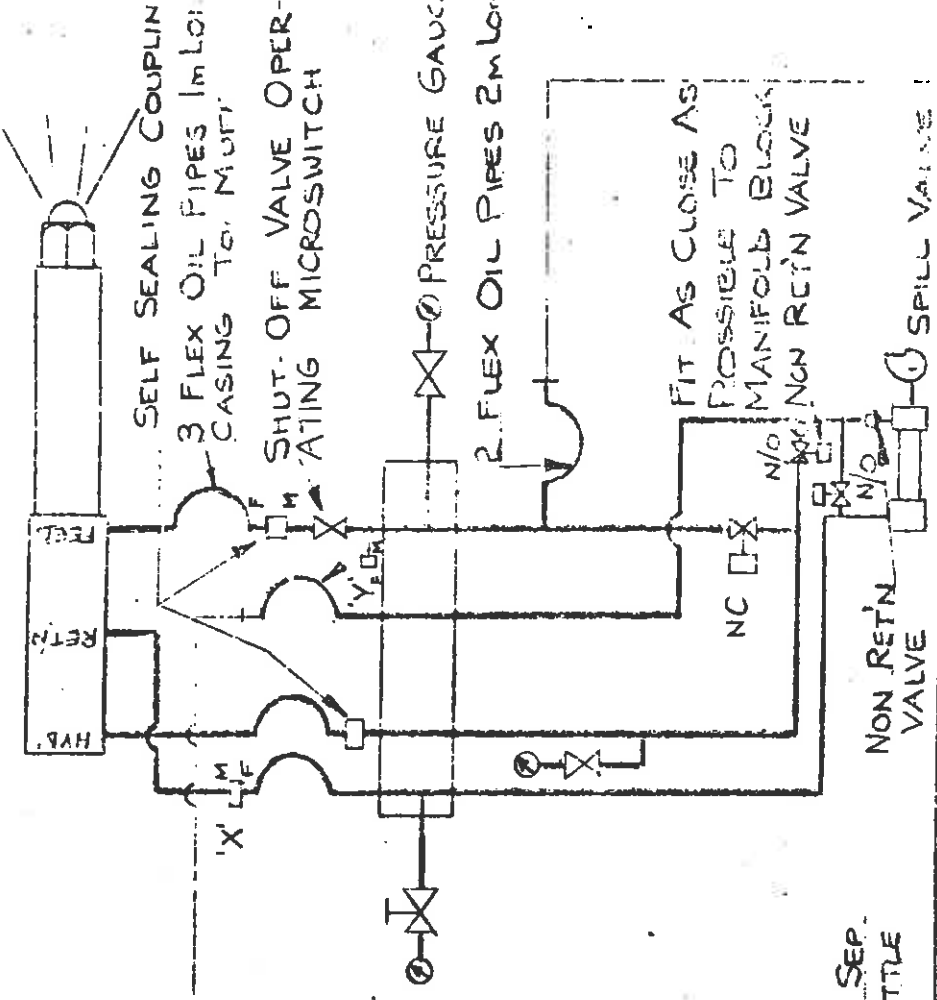 SELF SEALING COUPLIN
3 FLEX OIL PIPES 1M LO
CASING TO
SHUT-OFF VALVE OPER-
ATING MICROSWITCH
PRESSURE GAUG
2 FLEX OIL PIPES 2M LO
FIT AS CLOSE AS
POSSIBLE TO
MANIFOLD BLOCK
NON RET'N VALVE
SPILL VALVE
FEED
RET'N
HYD'
F
M
M
F
'Y'
M
F
'X'
NC
N/O
N/O
NON RET'N
VALVE
SEP.
TTLE